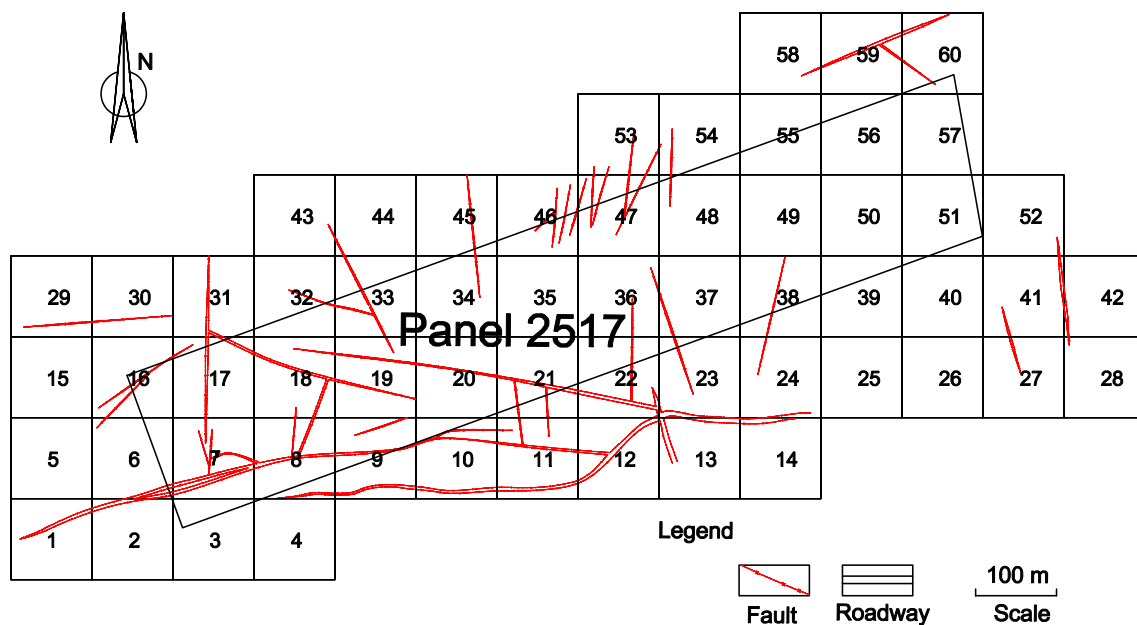 N
58 59 60
53 54 55 56 57
43 44 45 46 47 48 49 50 51 52
29 30 31 32 33 34 35 36 37 38 39 40 41 42
Panel 2517
15 16 17 18 19 20 21 22 23 24 25 26 27 28
5 6 7 8 9 10 11 12 13 14
1 2 3 4
Legend
100 m
Fault Roadway Scale